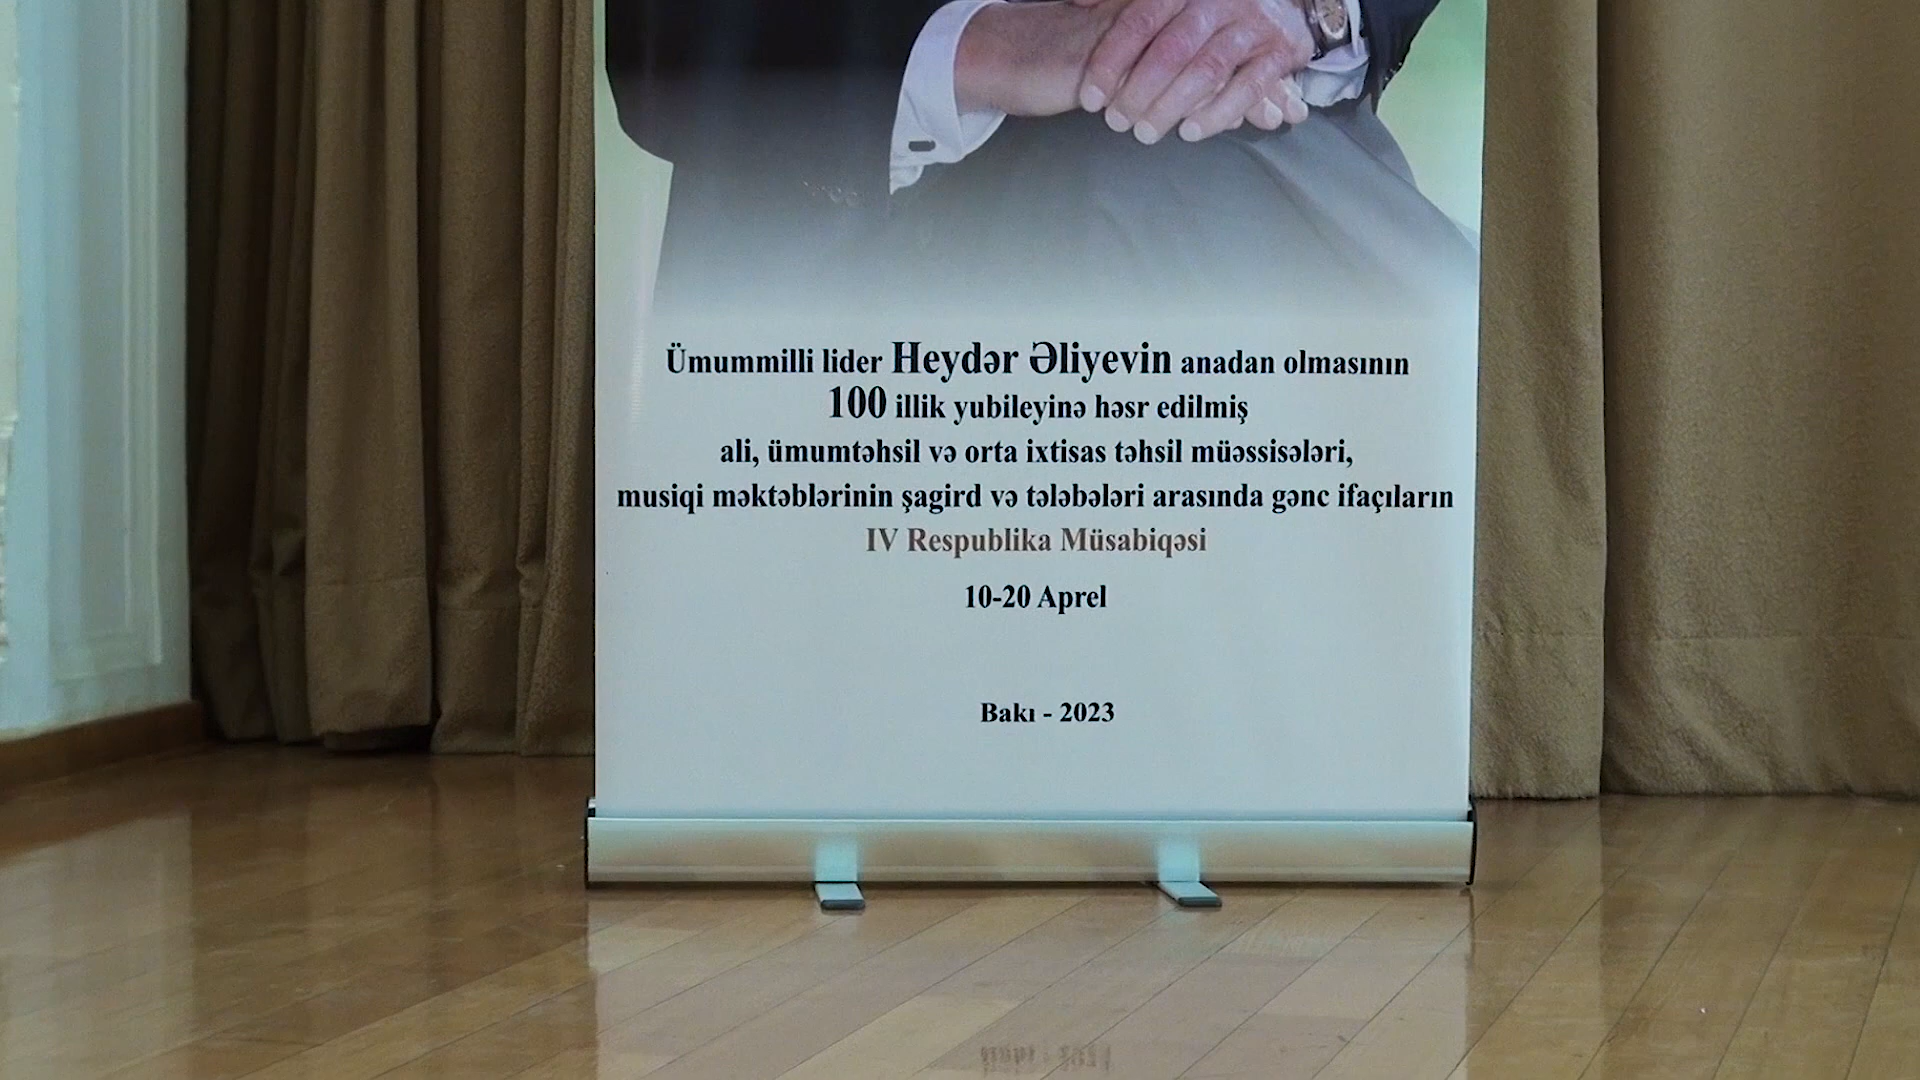 Ümummilli lider Heydər Əliyevin anadan olmasının
100 illik yubileyinə həsr edilmiş
ali, ümumtəhsil və orta ixtisas təhsil müəssisələri,
musiqi məktəblərinin şagird və tələbələri arasında gənc ifaçıların
IV Respublika Müsabiqəsi
10-20 Aprel
Bakı - 2023